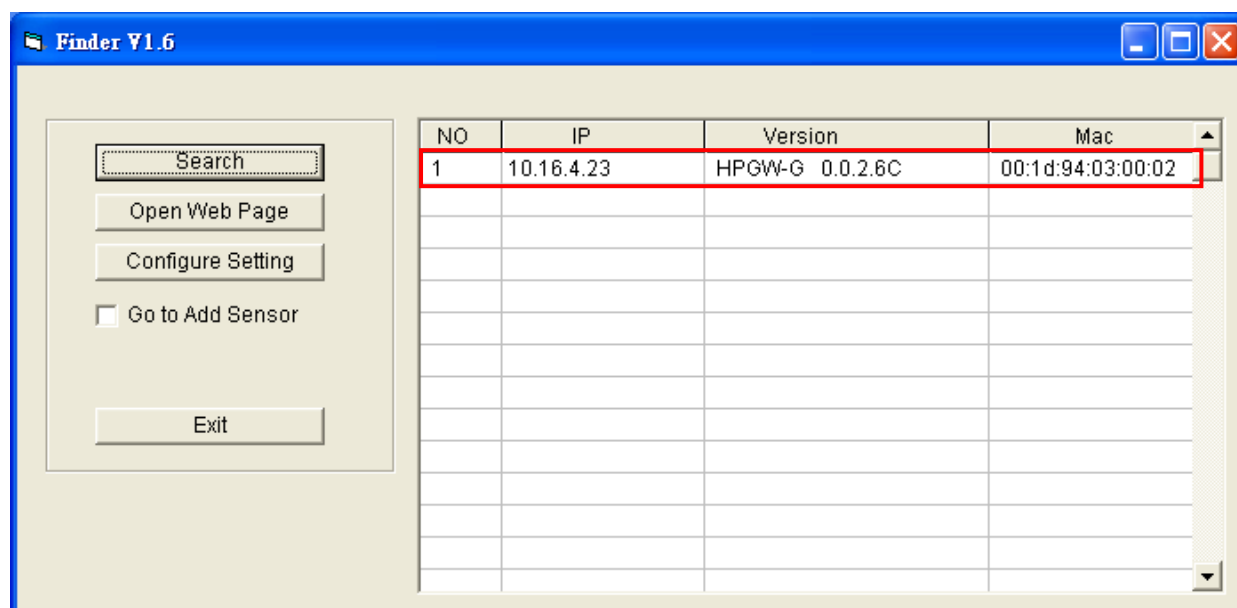 Finder V1.6
Search
Open Web Page
Configure Setting
Go to Add Sensor
Exit
NO IP Version Mac
1 10.16.4.23 HPGW-G 0.0.2.6C 00:1d:94:03:00:02